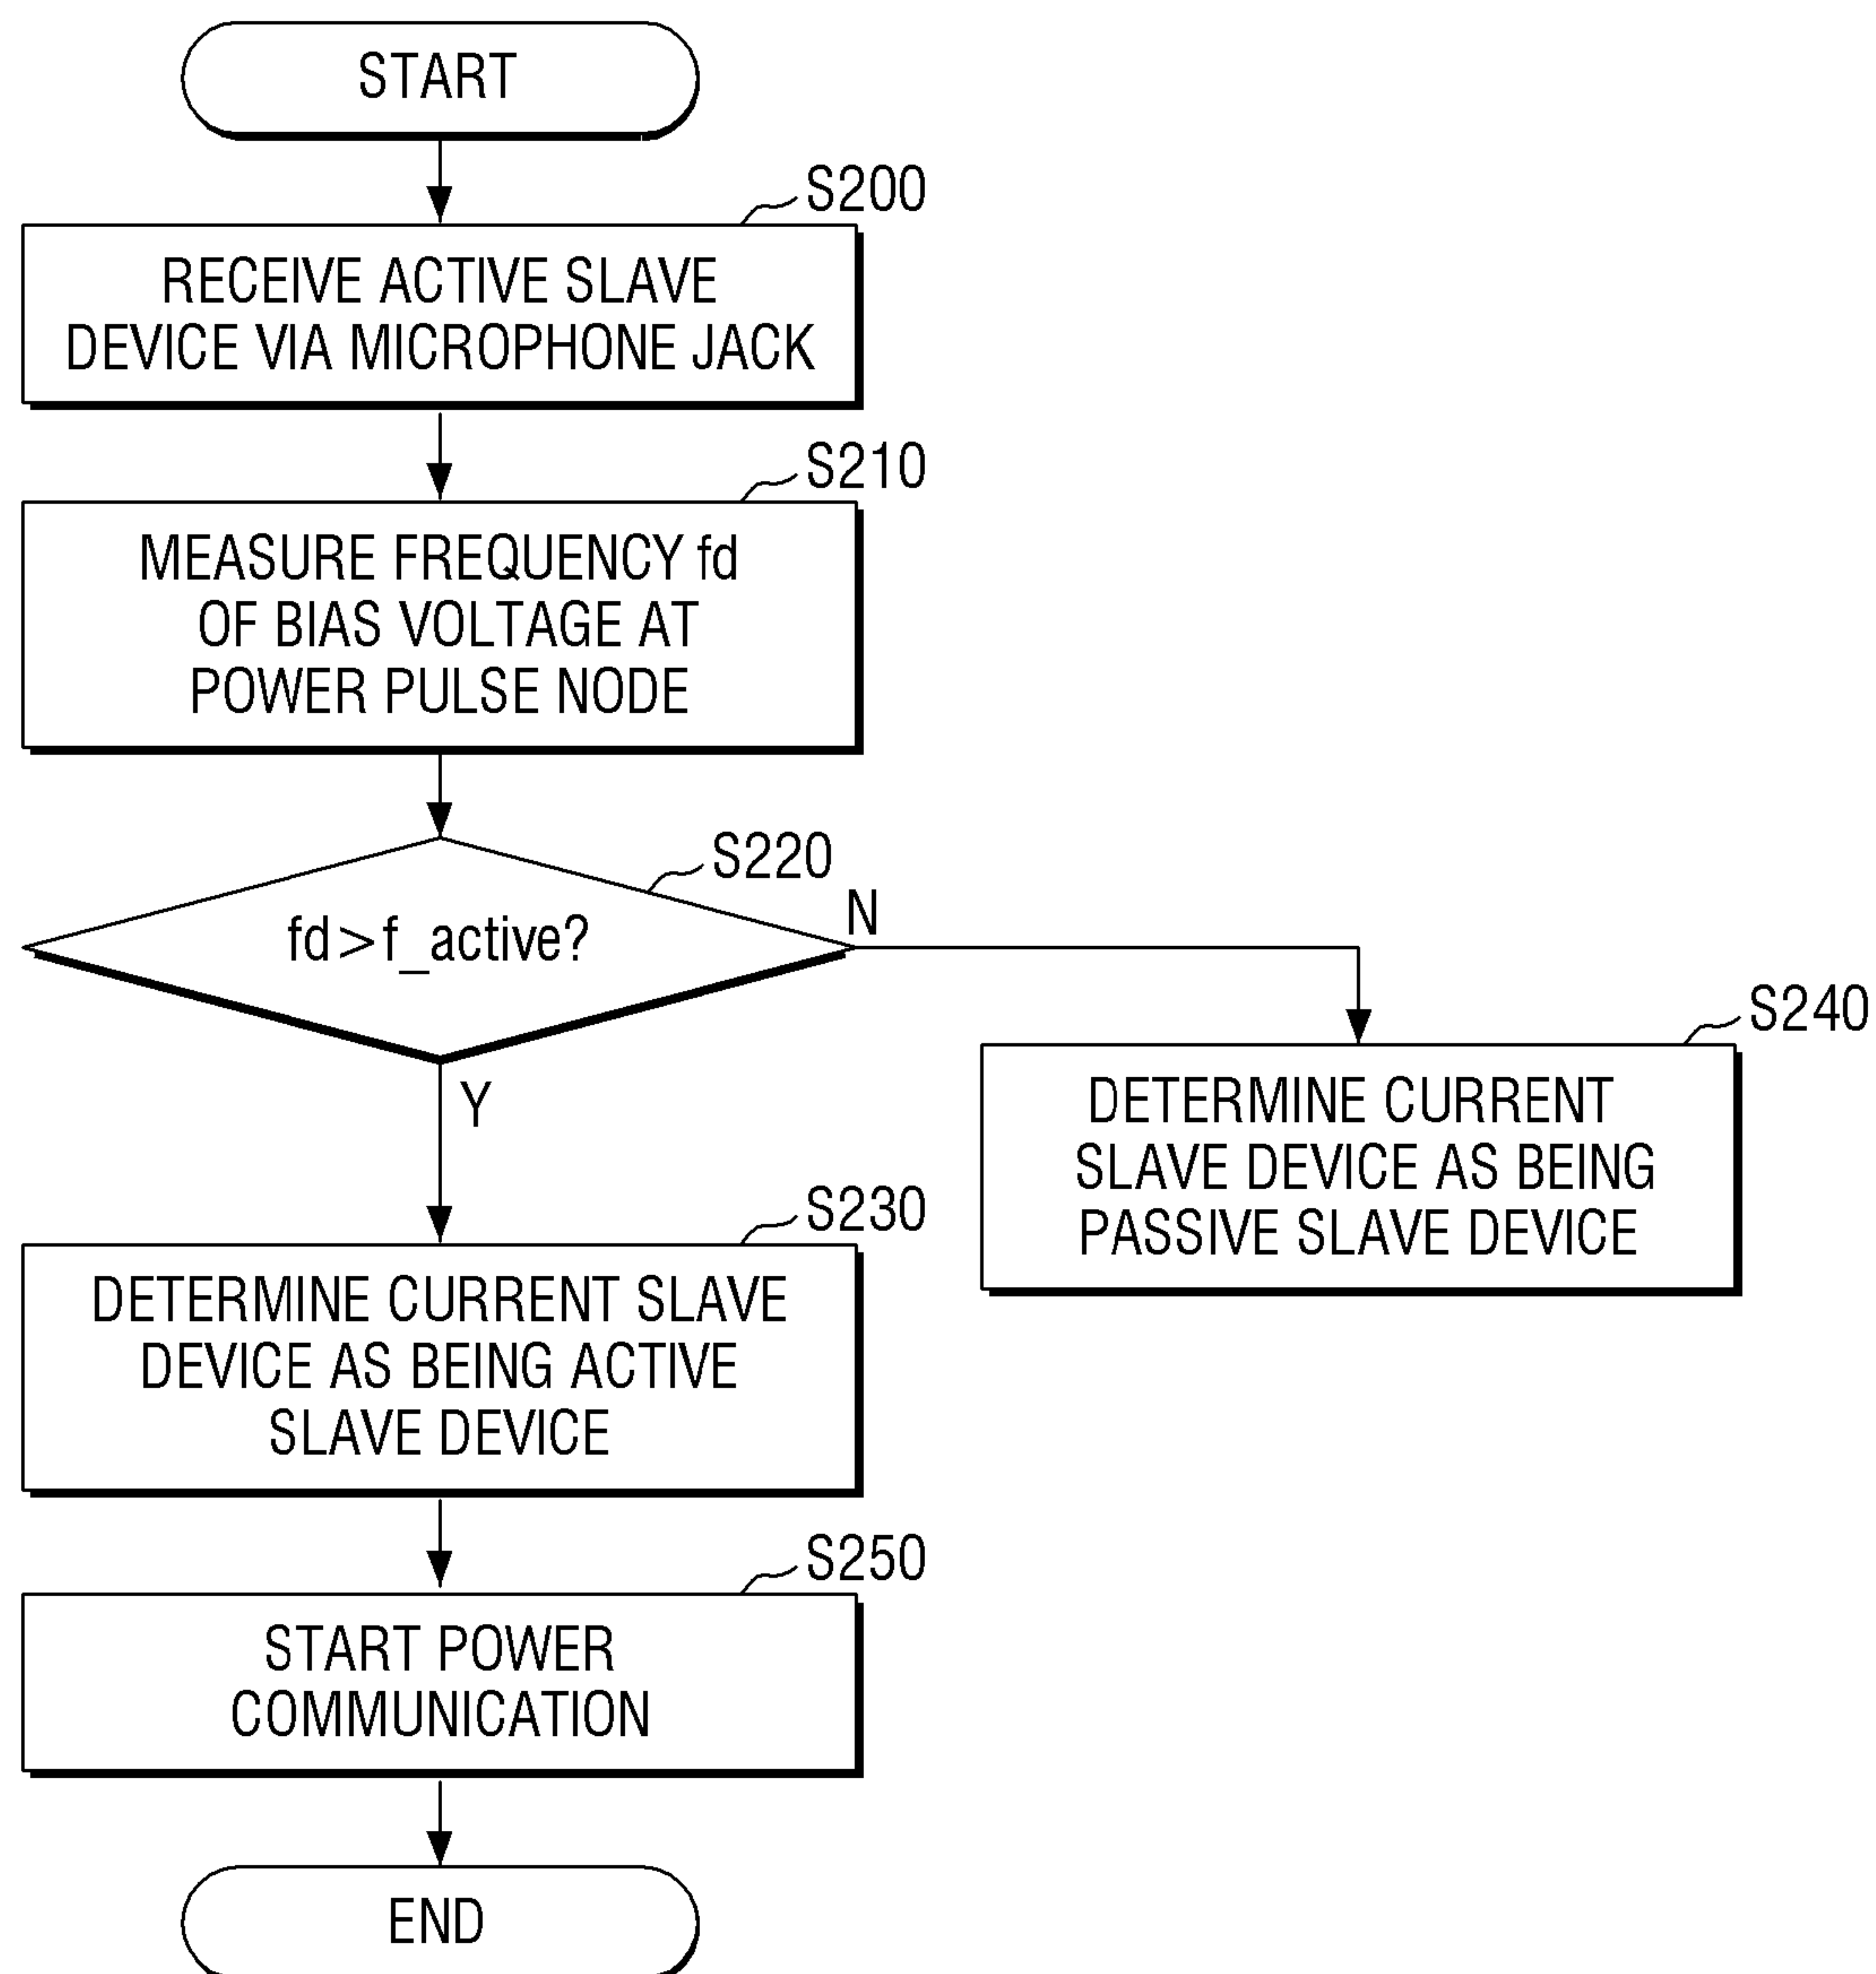 START
S200
RECEIVE ACTIVE SLAVE
DEVICE VIA MICROPHONE JACK
S210
MEASURE FREQUENCY fd
OF BIAS VOLTAGE AT
POWER PULSE NODE
S220
fd>f_active?
N
Y
S240
DETERMINE CURRENT
SLAVE DEVICE AS BEING
PASSIVE SLAVE DEVICE
S230
DETERMINE CURRENT SLAVE
DEVICE AS BEING ACTIVE
SLAVE DEVICE
S250
START POWER
COMMUNICATION
END